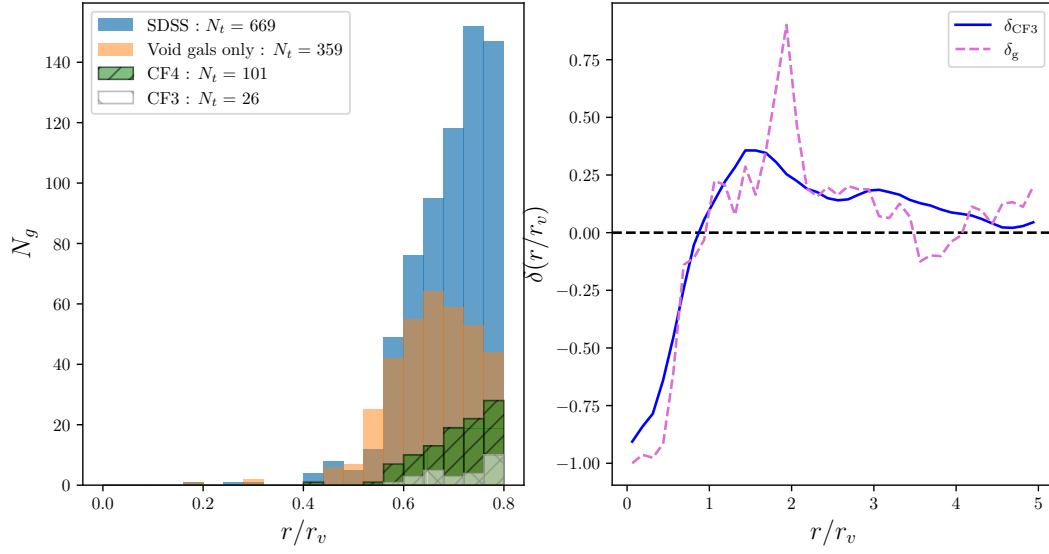 SDSS : N_t = 669
Void gals only : N_t = 359
CF4 : N_t = 101
CF3 : N_t = 26
N_g
140
120
100
80
60
40
20
0
0.0 0.2 0.4 0.6 0.8
r/r_v
δ_CF3
δ_g
δ(r/r_v)
0.75
0.50
0.25
0.00
−0.25
−0.50
−0.75
−1.00
0 1 2 3 4 5
r/r_v